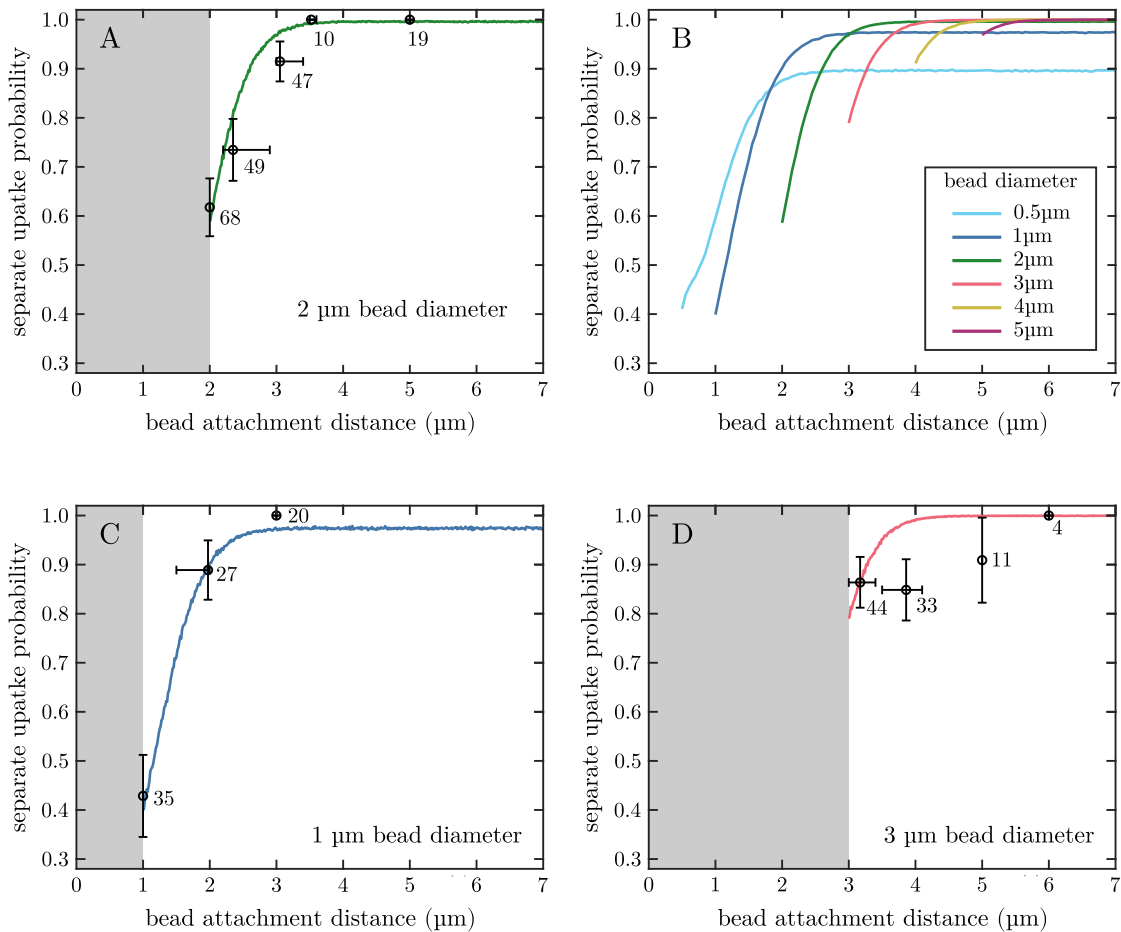 A
separate upatke probability
1.0
0.9
0.8
0.7
0.6
0.5
0.4
0.3
10
19
47
49
68
2 µm bead diameter
0 1 2 3 4 5 6 7
bead attachment distance (µm)
B
separate upatke probability
1.0
0.9
0.8
0.7
0.6
0.5
0.4
0.3
bead diameter
0.5µm
1µm
2µm
3µm
4µm
5µm
0 1 2 3 4 5 6 7
bead attachment distance (µm)
C
separate upatke probability
1.0
0.9
0.8
0.7
0.6
0.5
0.4
0.3
20
27
35
1 µm bead diameter
0 1 2 3 4 5 6 7
bead attachment distance (µm)
D
separate upatke probability
1.0
0.9
0.8
0.7
0.6
0.5
0.4
0.3
4
11
44
33
3 µm bead diameter
0 1 2 3 4 5 6 7
bead attachment distance (µm)